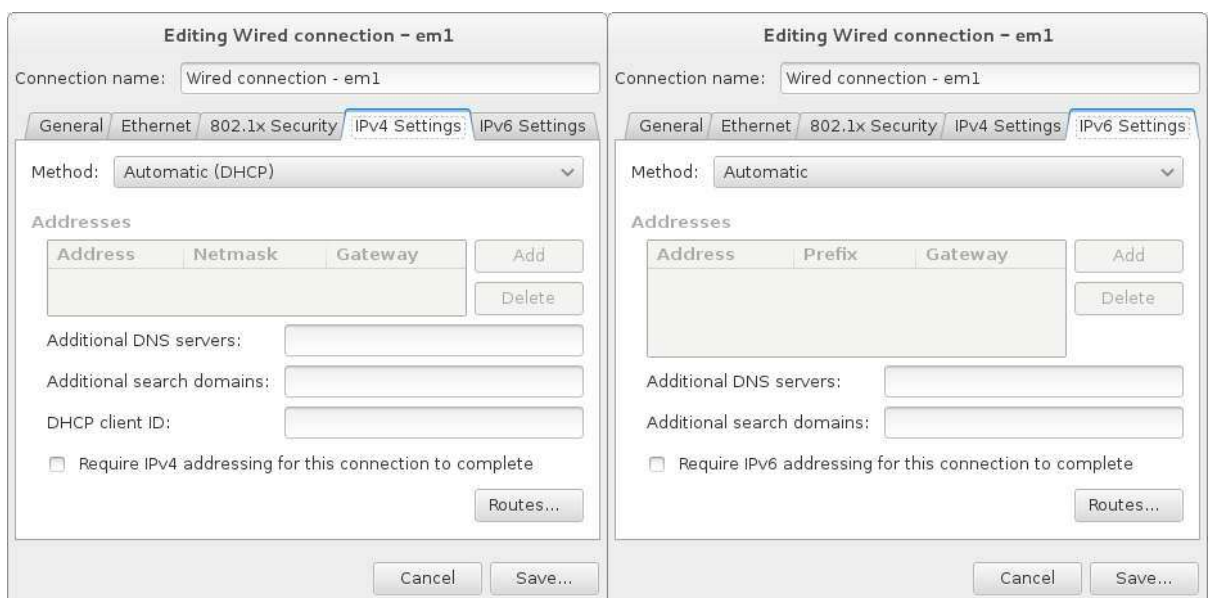 Editing Wired connection – em1
Connection name: Wired connection - em1
General Ethernet 802.1x Security IPv4 Settings IPv6 Settings
Method: Automatic (DHCP)
Addresses
Address Netmask Gateway Add
Delete
Additional DNS servers:
Additional search domains:
DHCP client ID:
Require IPv4 addressing for this connection to complete
Routes...
Cancel Save...
Editing Wired connection – em1
Connection name: Wired connection - em1
General Ethernet 802.1x Security IPv4 Settings IPv6 Settings
Method: Automatic
Addresses
Address Prefix Gateway Add
Delete
Additional DNS servers:
Additional search domains:
Require IPv6 addressing for this connection to complete
Routes...
Cancel Save...